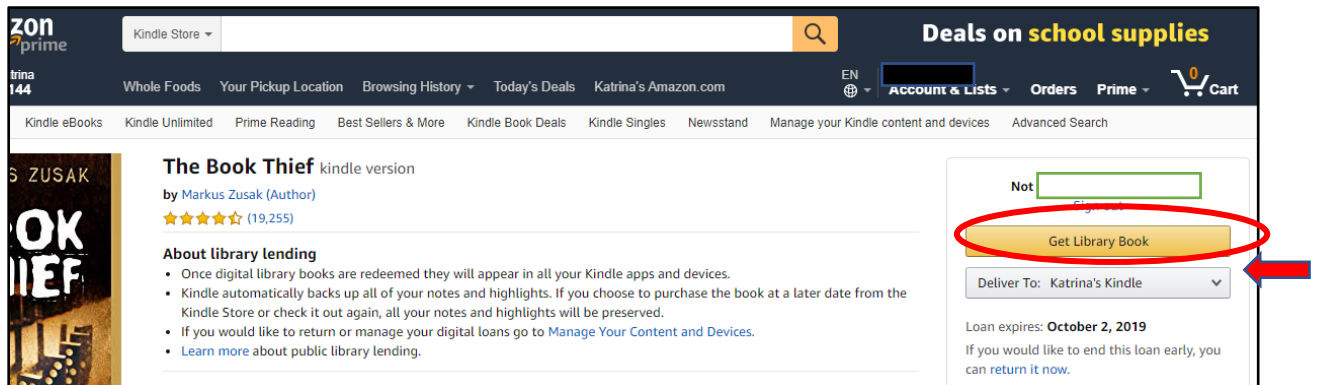 zon
prime
Kindle Store
Deals on school supplies
trina
144
Whole Foods Your Pickup Location Browsing History Today's Deals Katrina's Amazon.com
EN
Account & Lists Orders Prime 0 Cart
Kindle eBooks Kindle Unlimited Prime Reading Best Sellers & More Kindle Book Deals Kindle Singles Newsstand Manage your Kindle content and devices Advanced Search
S ZUSAK
OK
IEF
The Book Thief kindle version
by Markus Zusak (Author)
(19,255)
About library lending
• Once digital library books are redeemed they will appear in all your Kindle apps and devices.
• Kindle automatically backs up all of your notes and highlights. If you choose to purchase the book at a later date from the
Kindle Store or check it out again, all your notes and highlights will be preserved.
• If you would like to return or manage your digital loans go to Manage Your Content and Devices.
• Learn more about public library lending.
Not
Sign out
Get Library Book
Deliver To: Katrina's Kindle
Loan expires: October 2, 2019
If you would like to end this loan early, you
can return it now.